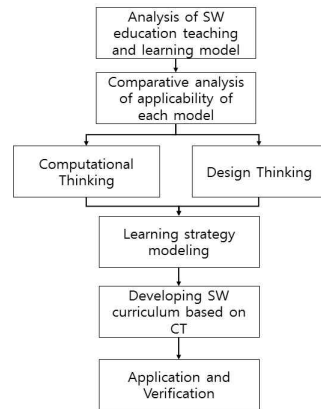 Analysis of SW
education teaching
and learning model
Comparative analysis
of applicability of
each model
Computational
Thinking
Design Thinking
Learning strategy
modeling
Developing SW
curriculum based on
CT
Application and
Verification